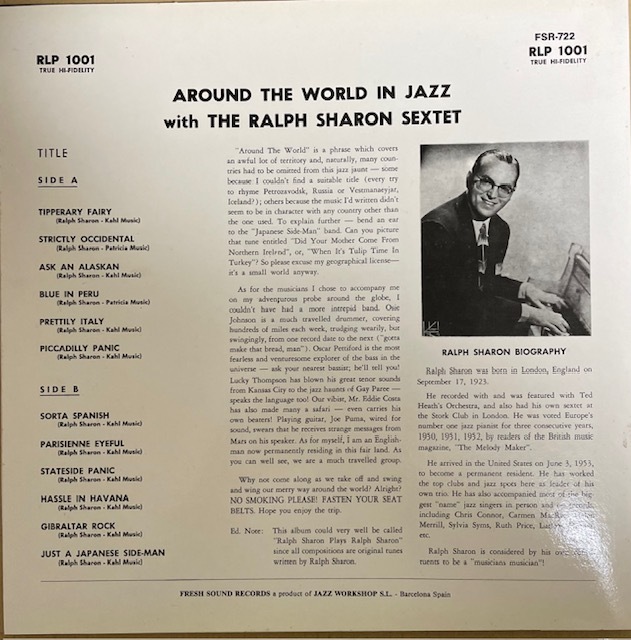 RLP 1001
TRUE HI-FIDELITY
FSR-722
RLP 1001
TRUE HI-FIDELITY
AROUND THE WORLD IN JAZZ
with THE RALPH SHARON SEXTET
TITLE
SIDE A
TIPPERARY FAIRY
(Ralph Sharon - Kahl Music)
STRICTLY OCCIDENTAL
(Ralph Sharon - Patricia Music)
ASK AN ALASKAN
(Ralph Sharon - Kahl Music)
BLUE IN PERU
(Ralph Sharon - Patricia Music)
PRETTILY ITALY
(Ralph Sharon - Kahl Music)
PICCADILLY PANIC
(Ralph Sharon - Kahl Music)
SIDE B
SORTA SPANISH
(Ralph Sharon - Kahl Music)
PARISIENNE EYEFUL
(Ralph Sharon - Kahl Music)
STATESIDE PANIC
(Ralph Sharon - Kahl Music)
HASSLE IN HAVANA
(Ralph Sharon - Kahl Music)
GIBRALTAR ROCK
(Ralph Sharon - Kahl Music)
JUST A JAPANESE SIDE-MAN
(Ralph Sharon - Kahl Music)
"Around The World" is a phrase which covers
an awful lot of territory and, naturally, many coun-
tries had to be omitted from this jazz jaunt — some
because I couldn't find a suitable title (every try
to rhyme Petrozavodsk, Russia or Vestmanaeyjar,
Iceland?); others because the music I'd written didn't
seem to be in character with any country other than
the one used. To explain further — bend an ear
to the "Japanese Side-Man" band. Can you picture
that tune entitled "Did Your Mother Come From
Northern Ireland", or, "When It's Tulip Time In
Turkey"? So please excuse my geographical license—
it's a small world anyway.
As for the musicians I chose to accompany me
on my adventurous probe around the globe, I
couldn't have had a more intrepid band. Osie
Johnson is a much travelled drummer, covering
hundreds of miles each week, trudging wearily, but
swingingly, from one record date to the next ("gotta
make that bread, man"). Oscar Pettiford is the most
fearless and venturesome explorer of the bass in the
universe — ask your nearest bassist; he'll tell you!
Lucky Thompson has blown his great tenor sounds
from Kansas City to the jazz haunts of Gay Paree —
speaks the language too! Our vibist, Mr. Eddie Costa
has also made many a safari — even carries his
own beaters! Playing guitar, Joe Puma, wired for
sound, swears that he receives strange messages from
Mars on his speaker. As for myself, I am an English-
man now permanently residing in this fair land. As
you can well see, we are a much travelled group.
Why not come along as we take off and swing
and wing our merry way around the world? Alright?
NO SMOKING PLEASE! FASTEN YOUR SEAT
BELTS. Hope you enjoy the trip.
Ed. Note: This album could very well be called
"Ralph Sharon Plays Ralph Sharon"
since all compositions are original tunes
written by Ralph Sharon.
RALPH SHARON BIOGRAPHY
Ralph Sharon was born in London, England on
September 17, 1923.
He recorded with and was featured with Ted
Heath's Orchestra, and also had his own sextet at
the Stork Club in London. He was voted Europe's
number one jazz pianist for three consecutive years,
1950, 1951, 1952, by readers of the British music
magazine, "The Melody Maker".
He arrived in the United States on June 3, 1953,
to become a permanent resident. He has worked
the top clubs and jazz spots here as leader of his
own trio. He has also accompanied most of the big-
gest "name" jazz singers in person and on records,
including Chris Connor, Carmen
Merrill, Sylvia Syms, Ruth Price,
etc.
Ralph Sharon is considered by his
tuents to be a "musicians musician"!
FRESH SOUND RECORDS a product of JAZZ WORKSHOP S.L. - Barcelona Spain